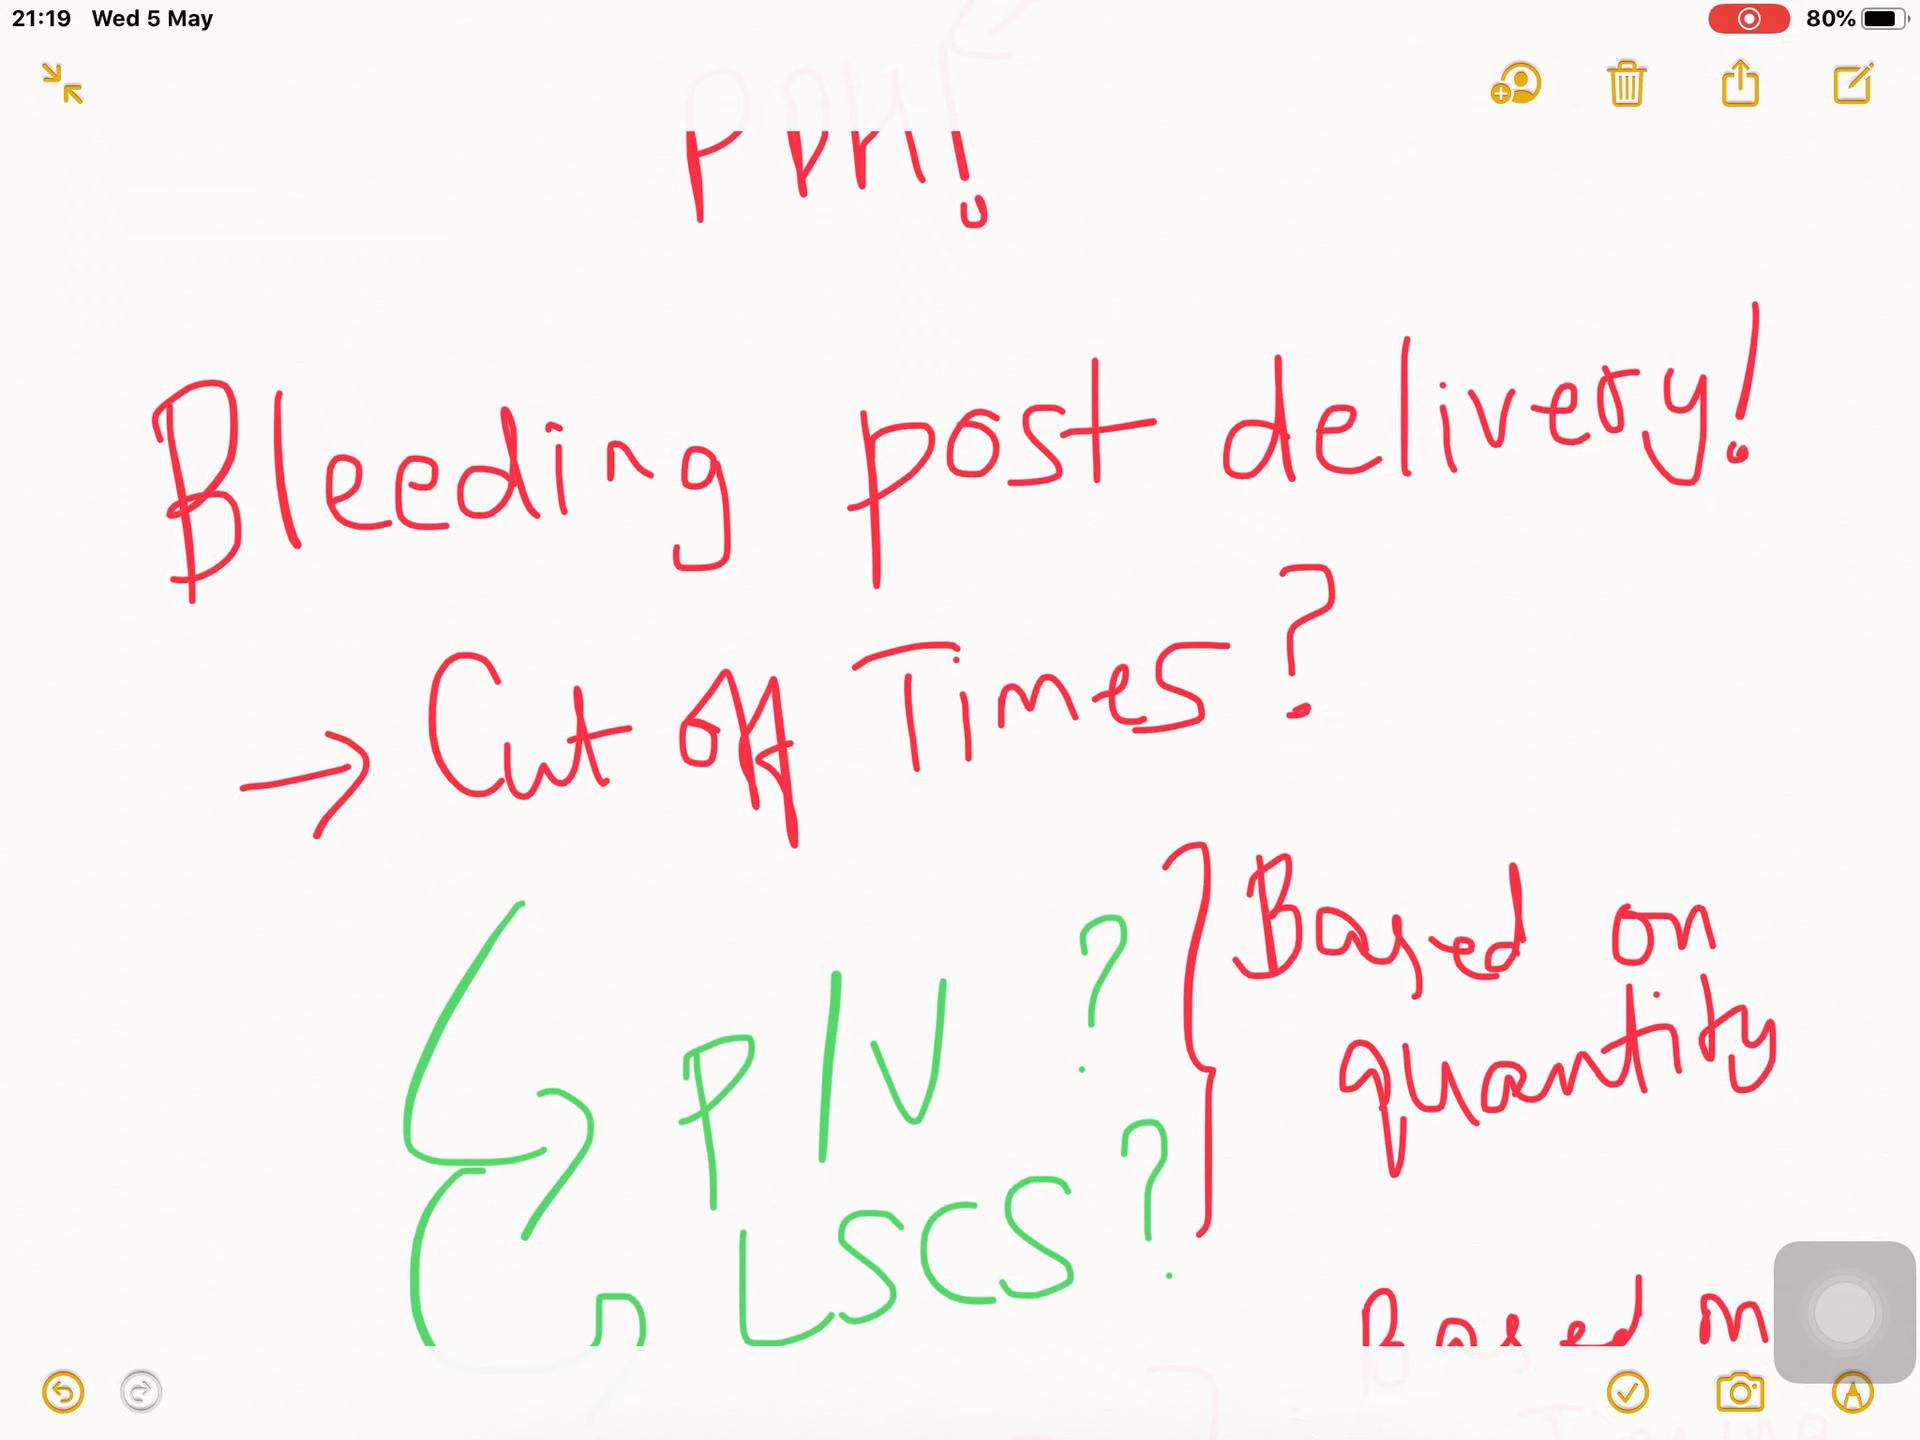 21:19 Wed 5 May
80%
PPH!
Bleeding post delivery!
→ Cut off Times?
P/V ?
LSCS ?
Based on
quantity
Based on